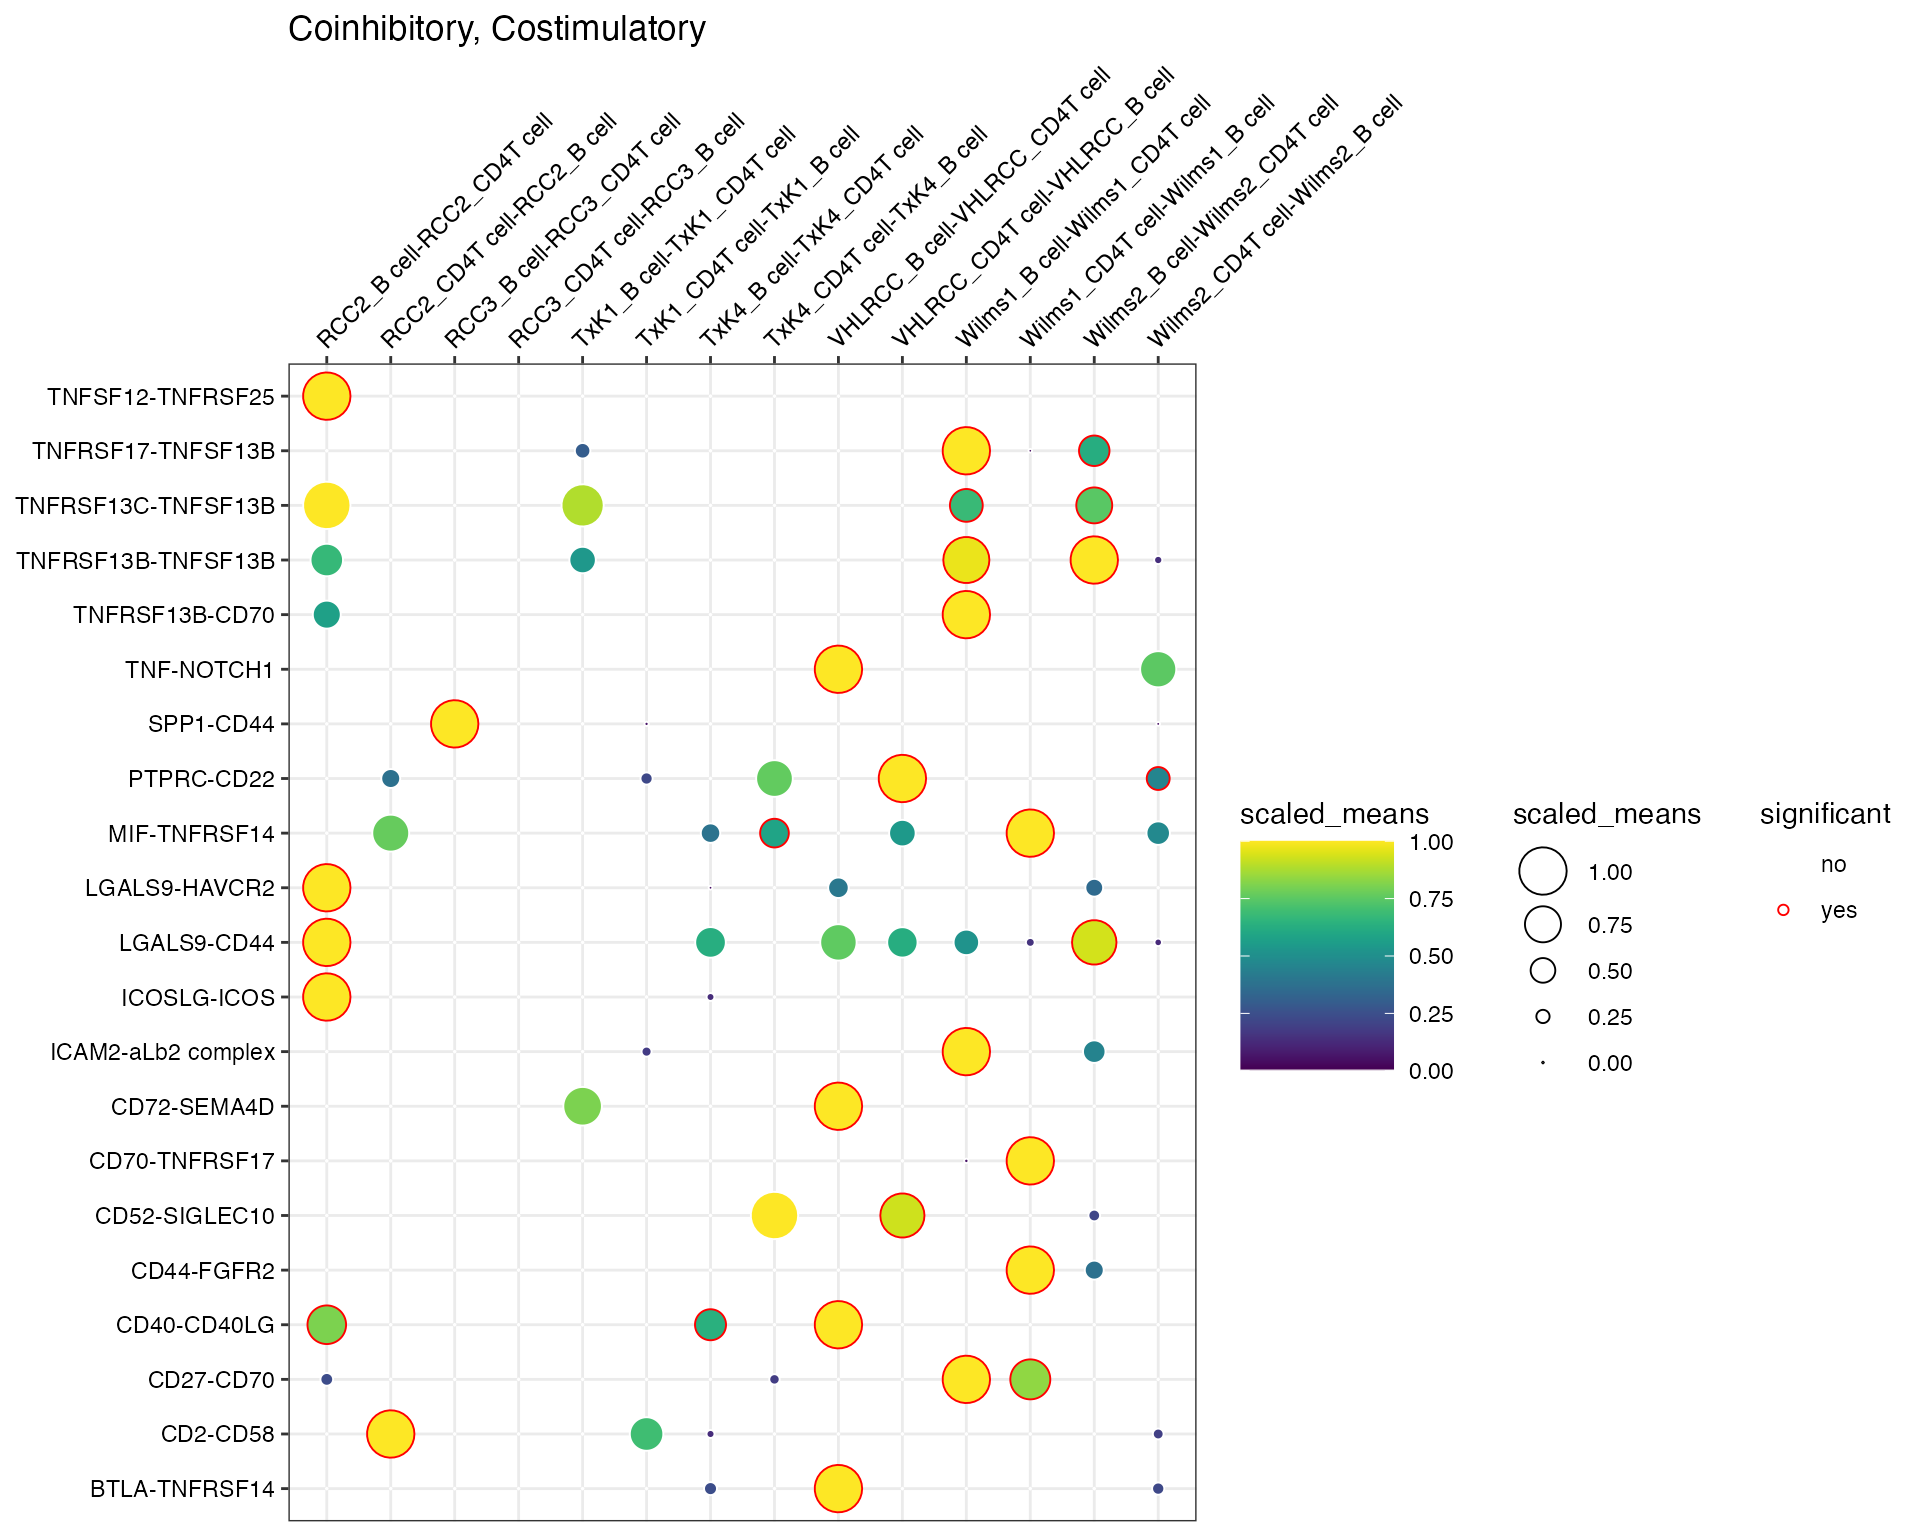 Coinhibitory, Costimulatory
RCC2_B cell-RCC2_CD4T cell
RCC2_CD4T cell-RCC2_B cell
RCC3_B cell-RCC3_CD4T cell
RCC3_CD4T cell-RCC3_B cell
TxK1_B cell-TxK1_CD4T cell
TxK1_CD4T cell-TxK1_B cell
TxK4_B cell-TxK4_CD4T cell
TxK4_CD4T cell-TxK4_B cell
VHLRCC_B cell-VHLRCC_CD4T cell
VHLRCC_CD4T cell-VHLRCC_B cell
Wilms1_B cell-Wilms1_CD4T cell
Wilms1_CD4T cell-Wilms1_B cell
Wilms2_B cell-Wilms2_CD4T cell
Wilms2_CD4T cell-Wilms2_B cell
TNFSF12-TNFRSF25
TNFRSF17-TNFSF13B
TNFRSF13C-TNFSF13B
TNFRSF13B-TNFSF13B
TNFRSF13B-CD70
TNF-NOTCH1
SPP1-CD44
PTPRC-CD22
MIF-TNFRSF14
LGALS9-HAVCR2
LGALS9-CD44
ICOSLG-ICOS
ICAM2-aLb2 complex
CD72-SEMA4D
CD70-TNFRSF17
CD52-SIGLEC10
CD44-FGFR2
CD40-CD40LG
CD27-CD70
CD2-CD58
BTLA-TNFRSF14
scaled_means
1.00
0.75
0.50
0.25
0.00
scaled_means
1.00
0.75
0.50
0.25
0.00
significant
no
yes